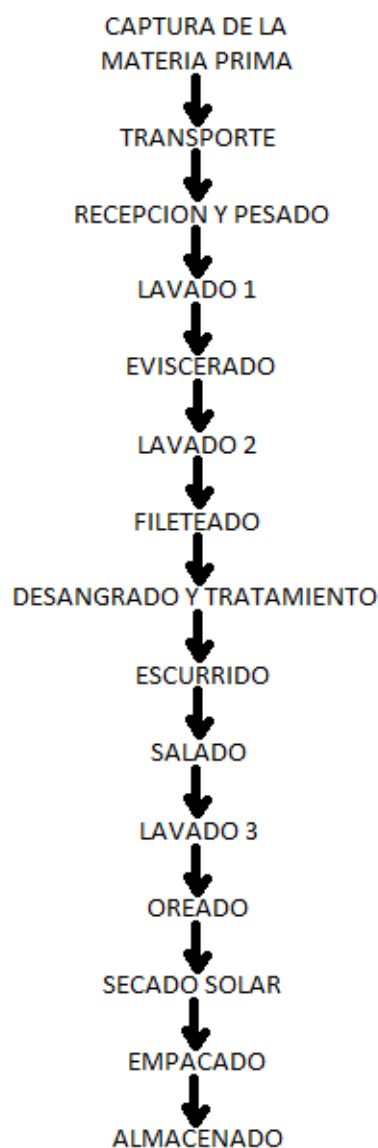 CAPTURA DE LA
MATERIA PRIMA
TRANSPORTE
RECEPCION Y PESADO
LAVADO 1
EVISCERADO
LAVADO 2
FILETEADO
DESANGRADO Y TRATAMIENTO
ESCURRIDO
SALADO
LAVADO 3
OREADO
SECADO SOLAR
EMPACADO
ALMACENADO